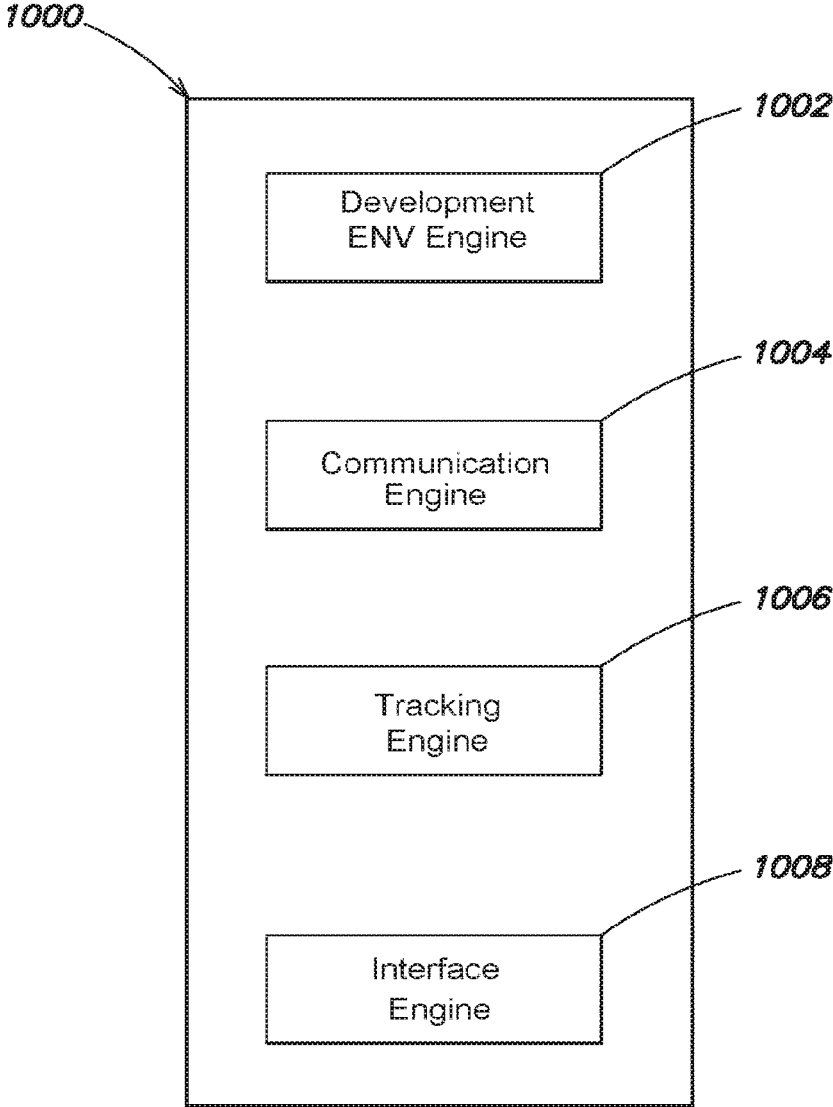 1000
1002
Development
ENV Engine
1004
Communication
Engine
1006
Tracking
Engine
1008
Interface
Engine